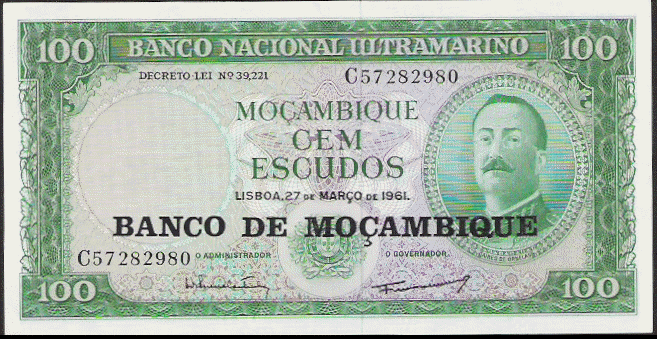 100 BANCO NACIONAL ULTRAMARINO 100
DECRETO-LEI Nº 39,221 C57282980
MOÇAMBIQUE
CEM
ESCUDOS
LISBOA, 27 DE MARÇO DE 1961.
BANCO DE MOÇAMBIQUE
C57282980 O ADMINISTRADOR O GOVERNADOR.
100 100